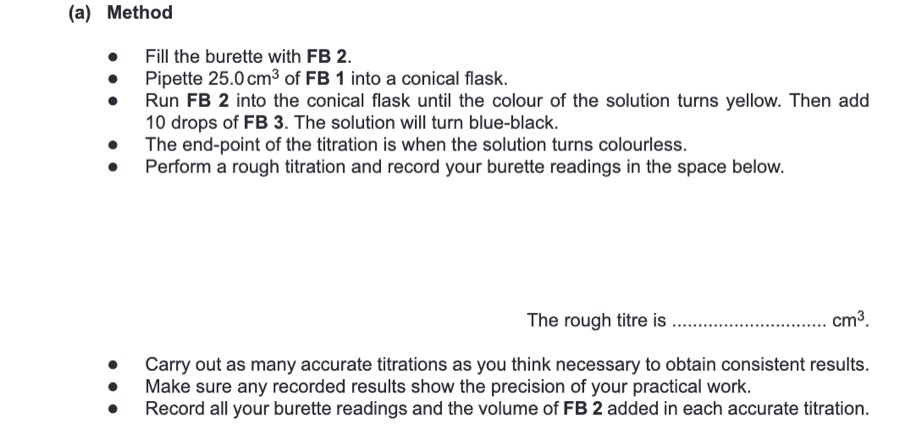 (a) Method
● Fill the burette with FB 2.
● Pipette 25.0 cm³ of FB 1 into a conical flask.
● Run FB 2 into the conical flask until the colour of the solution turns yellow. Then add
10 drops of FB 3. The solution will turn blue-black.
● The end-point of the titration is when the solution turns colourless.
● Perform a rough titration and record your burette readings in the space below.
The rough titre is .............................. cm³.
● Carry out as many accurate titrations as you think necessary to obtain consistent results.
● Make sure any recorded results show the precision of your practical work.
● Record all your burette readings and the volume of FB 2 added in each accurate titration.